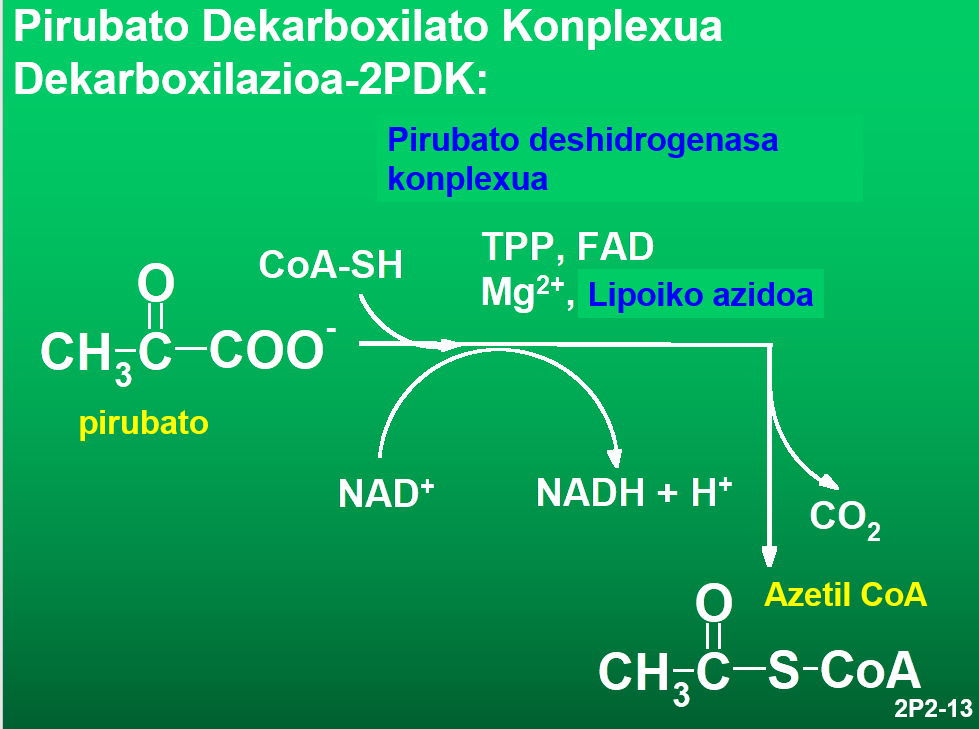 Pirubato Dekarboxilato Konplexua
Dekarboxilazioa-2PDK:
Pirubato deshidrogenasa
konplexua
TPP, FAD
CoA-SH
Mg²⁺, Lipoiko azidoa
O
CH₃–C–COO⁻
pirubato
NAD⁺
NADH + H⁺
CO₂
Azetil CoA
O
CH₃–C–S–CoA
2P2-13